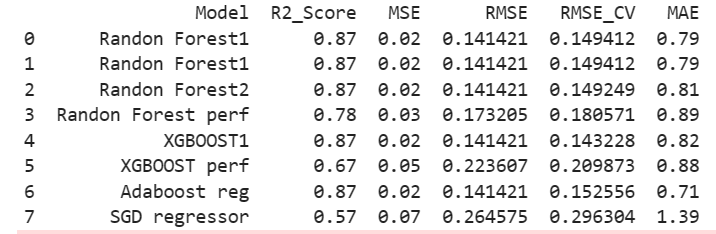 Model R2_Score MSE RMSE RMSE_CV MAE
0 Randon Forest1 0.87 0.02 0.141421 0.149412 0.79
1 Randon Forest1 0.87 0.02 0.141421 0.149412 0.79
2 Randon Forest2 0.87 0.02 0.141421 0.149249 0.81
3 Randon Forest perf 0.78 0.03 0.173205 0.180571 0.89
4 XGBOOST1 0.87 0.02 0.141421 0.143228 0.82
5 XGBOOST perf 0.67 0.05 0.223607 0.209873 0.88
6 Adaboost reg 0.87 0.02 0.141421 0.152556 0.71
7 SGD regressor 0.57 0.07 0.264575 0.296304 1.39